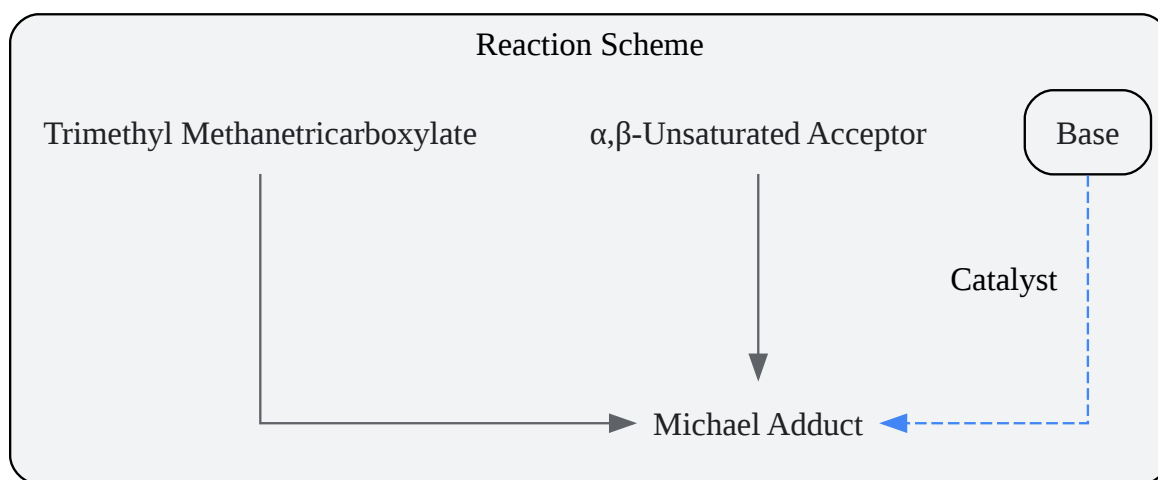 Reaction Scheme
Trimethyl Methanetricarboxylate
α,β-Unsaturated Acceptor
Base
Catalyst
Michael Adduct